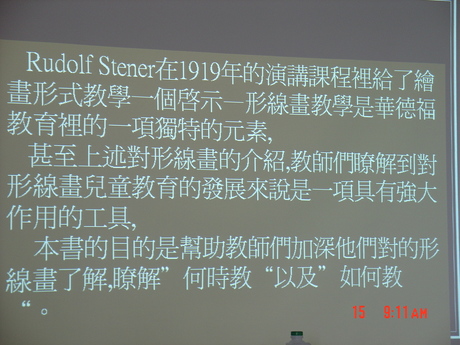 Rudolf Stener在1919年的演講課程裡給了繪
畫形式教學一個啓示—形線畫教學是華德福
教育裡的一項獨特的元素,
甚至上述對形線畫的介紹,教師們瞭解到對
形線畫兒童教育的發展來說是一項具有強大
作用的工具,
本書的目的是幫助教師們加深他們對的形
線畫了解,瞭解”何時教“以及”如何教
“。
15 9:11AM